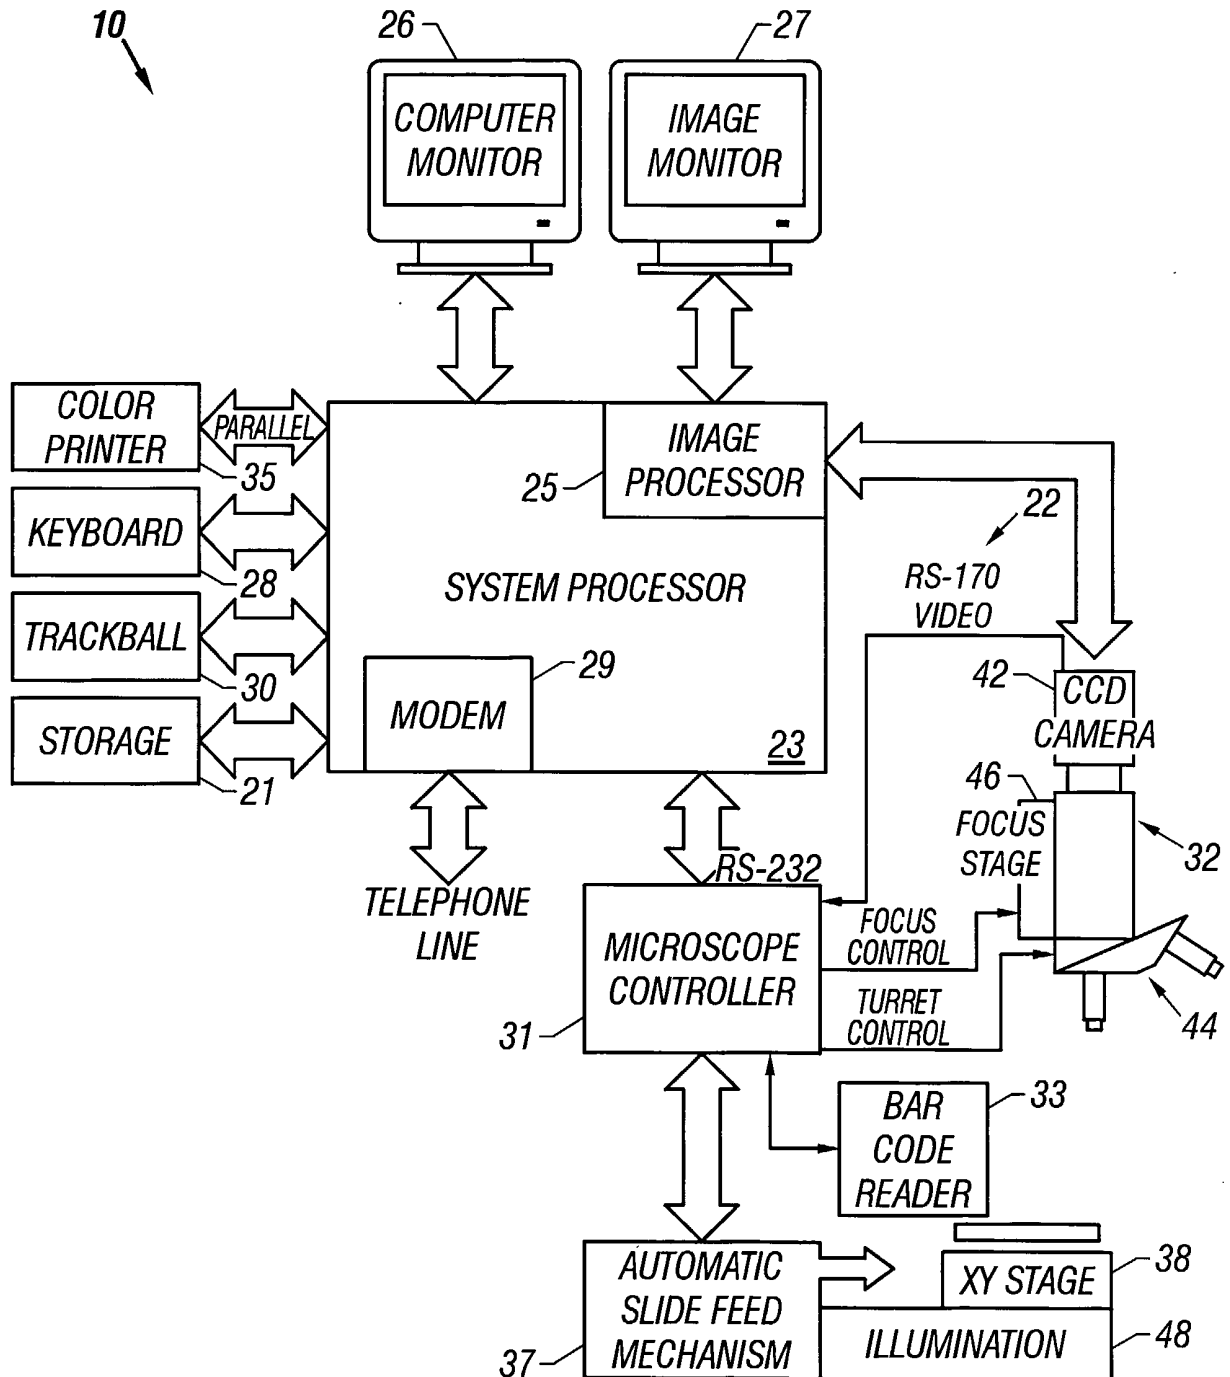 10
26
27
COMPUTER
MONITOR
IMAGE
MONITOR
COLOR
PRINTER
PARALLEL
35
IMAGE
PROCESSOR
25
KEYBOARD
28
22
SYSTEM PROCESSOR
RS-170
VIDEO
TRACKBALL
30
29
MODEM
42
CCD
CAMERA
STORAGE
21
23
46
FOCUS
STAGE
32
RS-232
TELEPHONE
LINE
MICROSCOPE
CONTROLLER
31
FOCUS
CONTROL
TURRET
CONTROL
44
BAR
CODE
READER
33
AUTOMATIC
SLIDE FEED
MECHANISM
37
XY STAGE
38
ILLUMINATION
48